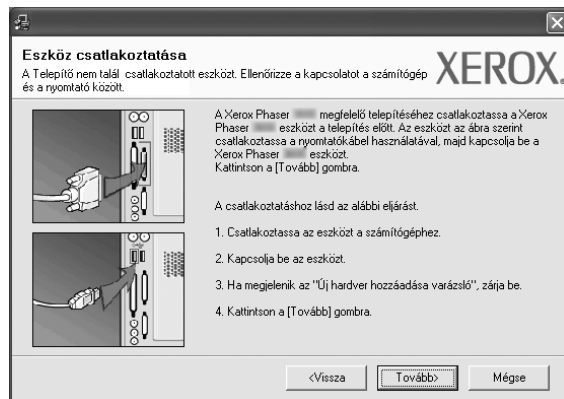 Eszköz csatlakoztatása
A Telepítő nem talál csatlakoztatott eszközt. Ellenőrizze a kapcsolatot a számítógép
és a nyomtató között.
XEROX.
A Xerox Phaser megfelelő telepítéséhez csatlakoztassa a Xerox
Phaser eszközt a telepítés előtt. Az eszközt az ábra szerint
csatlakoztassa a nyomtatókábel használatával, majd kapcsolja be a
Xerox Phaser eszközt.
Kattintson a [Tovább] gombra.
A csatlakoztatáshoz lásd az alábbi eljárást.
1. Csatlakoztassa az eszközt a számítógéphez.
2. Kapcsolja be az eszközt.
3. Ha megjelenik az "Új hardver hozzáadása varázsló", zárja be.
4. Kattintson a [Tovább] gombra.
<Vissza
Tovább>
Mégse